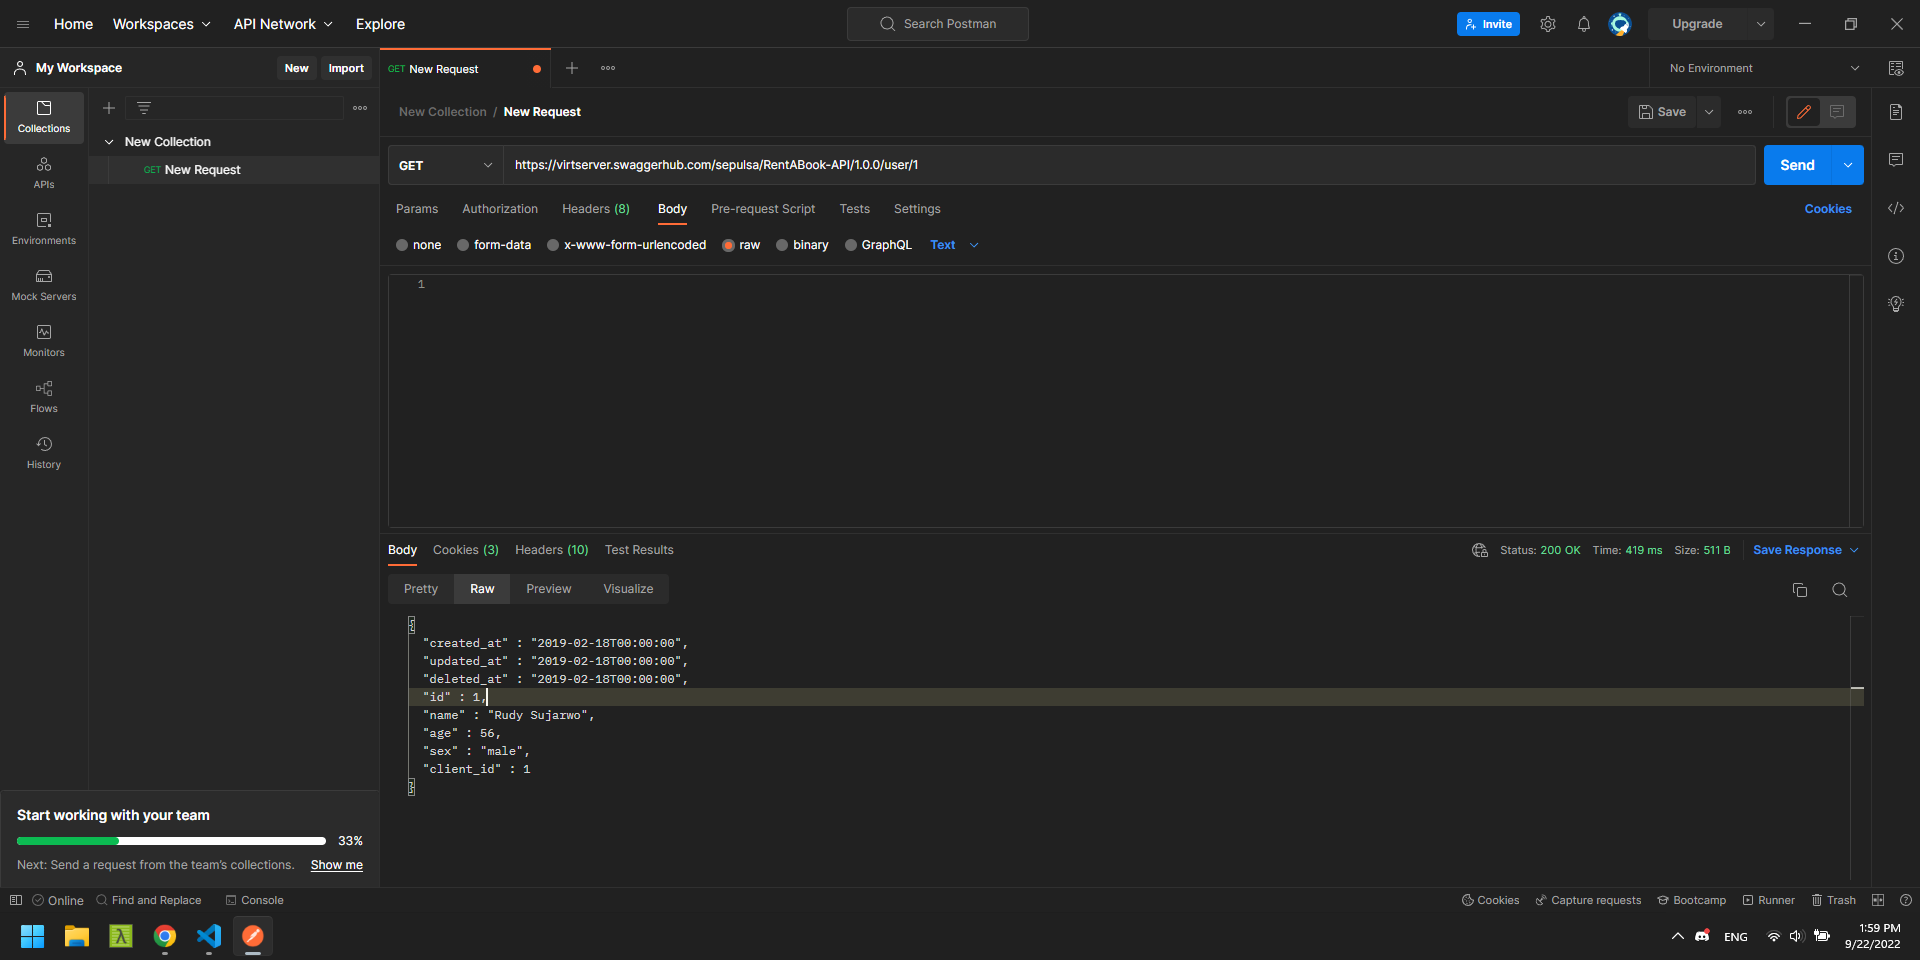 Home Workspaces API Network Explore Search Postman Invite Upgrade
My Workspace New Import GET New Request No Environment
Collections
APIs
Environments
Mock Servers
Monitors
Flows
History
New Collection
GET New Request
New Collection / New Request Save
GET https://virtserver.swaggerhub.com/sepulsa/RentABook-API/1.0.0/user/1 Send
Params Authorization Headers (8) Body Pre-request Script Tests Settings Cookies
none form-data x-www-form-urlencoded raw binary GraphQL Text
1
Body Cookies (3) Headers (10) Test Results Status: 200 OK Time: 419 ms Size: 511 B Save Response
Pretty Raw Preview Visualize
{
"created_at" : "2019-02-18T00:00:00",
"updated_at" : "2019-02-18T00:00:00",
"deleted_at" : "2019-02-18T00:00:00",
"id" : 1,
"name" : "Rudy Sujarwo",
"age" : 56,
"sex" : "male",
"client_id" : 1
}
Start working with your team
33%
Next: Send a request from the team's collections. Show me
Online Find and Replace Console Cookies Capture requests Bootcamp Runner Trash
ENG 1:59 PM
9/22/2022